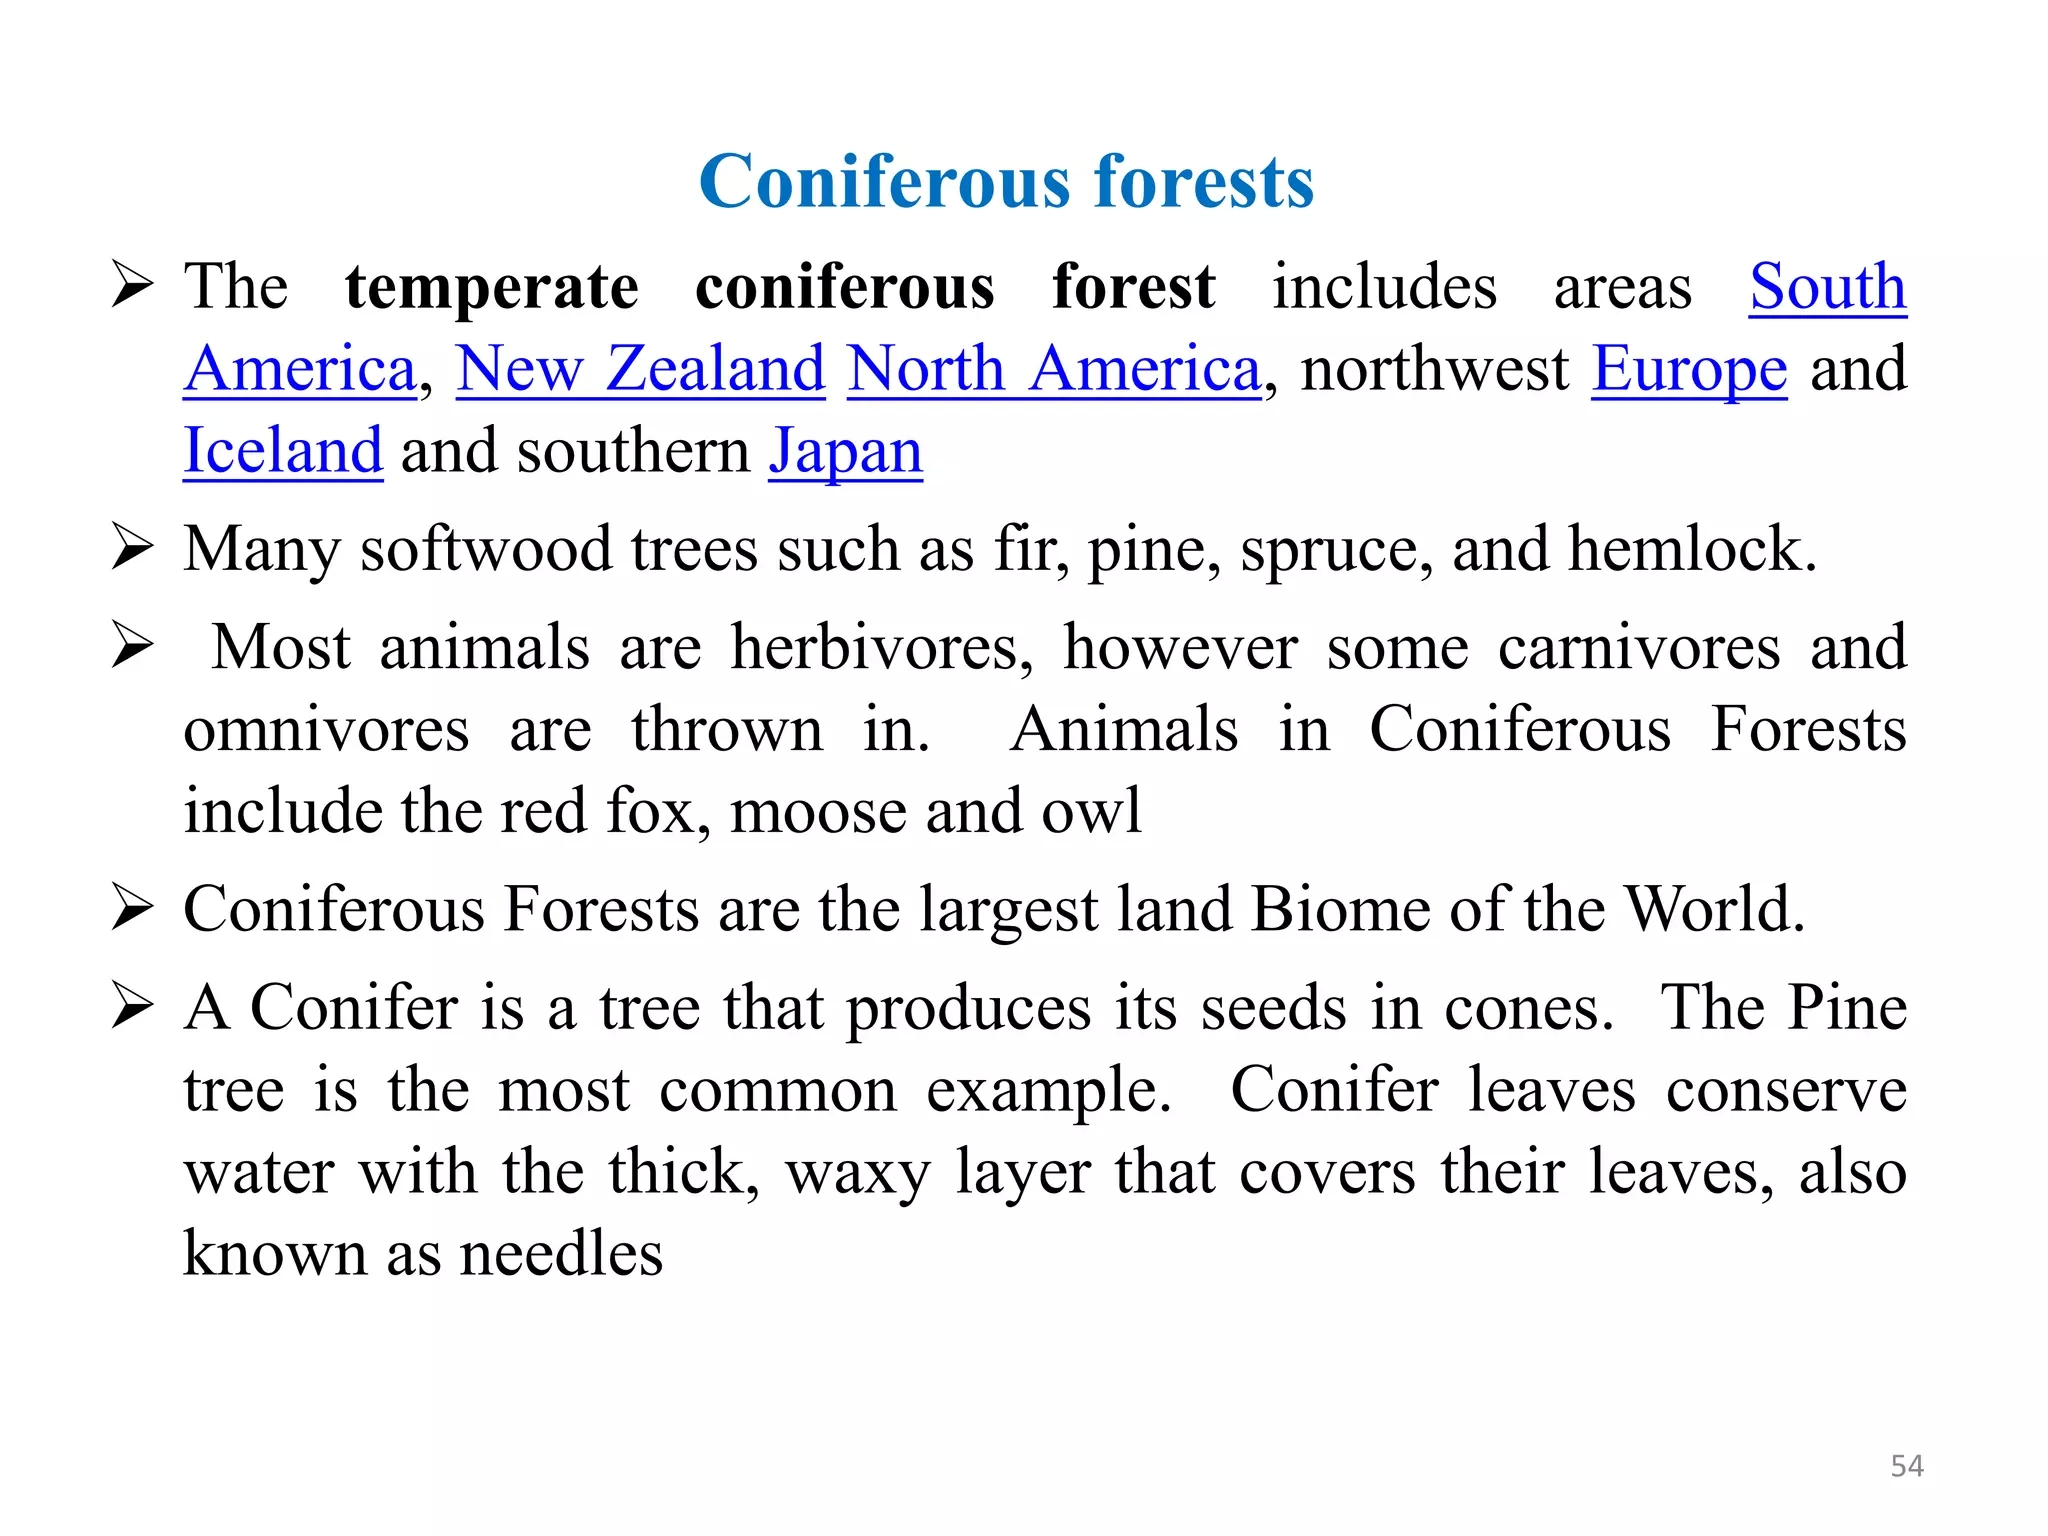 Coniferous forests
➢ The temperate coniferous forest includes areas South
America, New Zealand North America, northwest Europe and
Iceland and southern Japan
➢ Many softwood trees such as fir, pine, spruce, and hemlock.
➢ Most animals are herbivores, however some carnivores and
omnivores are thrown in. Animals in Coniferous Forests
include the red fox, moose and owl
➢ Coniferous Forests are the largest land Biome of the World.
➢ A Conifer is a tree that produces its seeds in cones. The Pine
tree is the most common example. Conifer leaves conserve
water with the thick, waxy layer that covers their leaves, also
known as needles
54